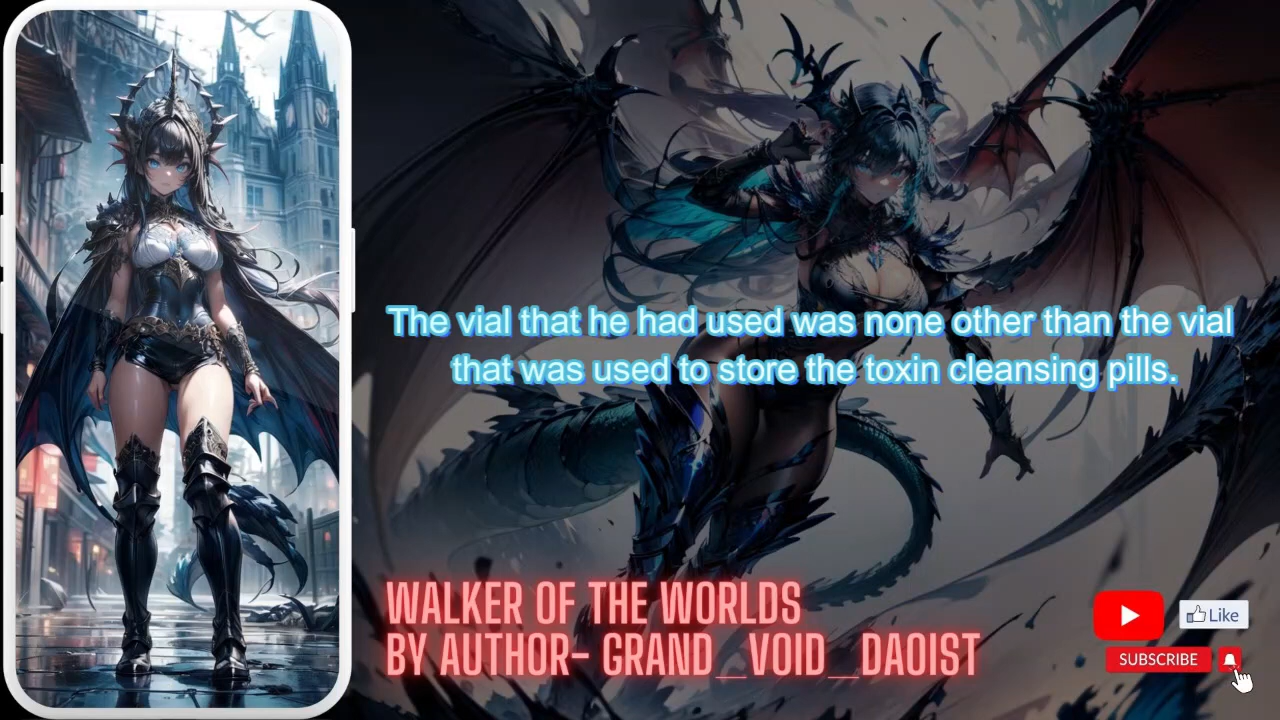 The vial that he had used was none other than the vial
that was used to store the toxin cleansing pills.
WALKER OF THE WORLDS
BY AUTHOR- GRAND_VOID_DAOIST
Like
SUBSCRIBE